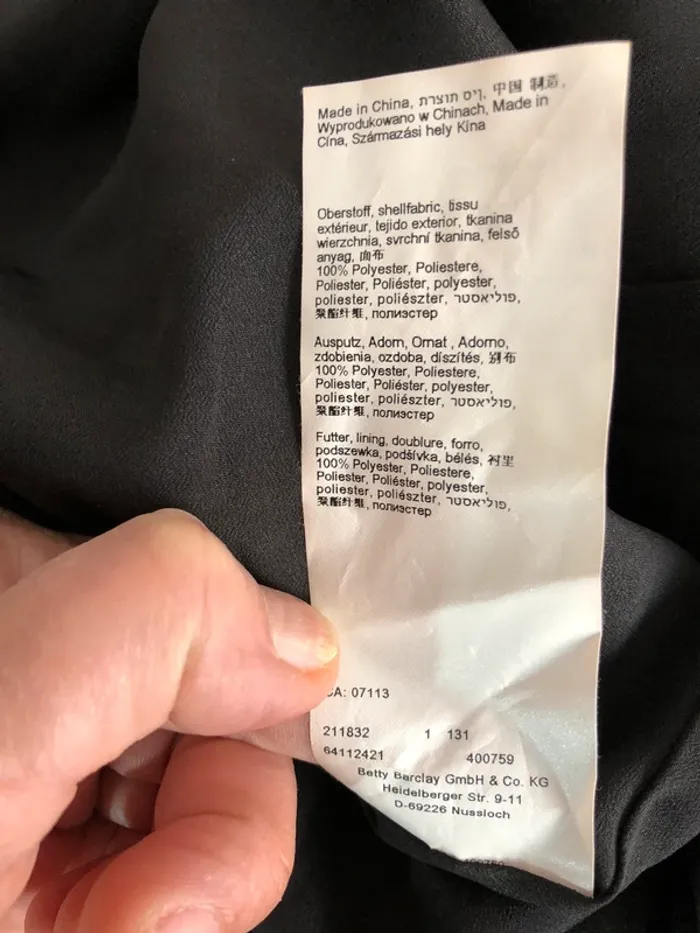 Made in China, תוצרת סין, 中国 制造,
Wyprodukowano w Chinach, Made in
Cína, Származási hely Kína
Oberstoff, shellfabric, tissu
extérieur, tejido exterior, tkanina
wierzchnia, svrchní tkanina, felső
anyag, 面布
100% Polyester, Poliestere,
Poliester, Poliéster, polyester,
poliester, poliészter, פוליאסטר,
聚酯纤维, полиэстер
Ausputz, Adorn, Ornat , Adorno,
zdobienia, ozdoba, díszítés, 别布
100% Polyester, Poliestere,
Poliester, Poliéster, polyester,
poliester, poliészter, פוליאסטר,
聚酯纤维, полиэстер
Futter, lining, doublure, forro,
podszewka, podšívka, bélés, 衬里
100% Polyester, Poliestere,
Poliester, Poliéster, polyester,
poliester, poliészter, פוליאסטר,
聚酯纤维, полиэстер
CA: 07113
211832 1 131
64112421 400759
Betty Barclay GmbH & Co. KG
Heidelberger Str. 9-11
D-69226 Nussloch